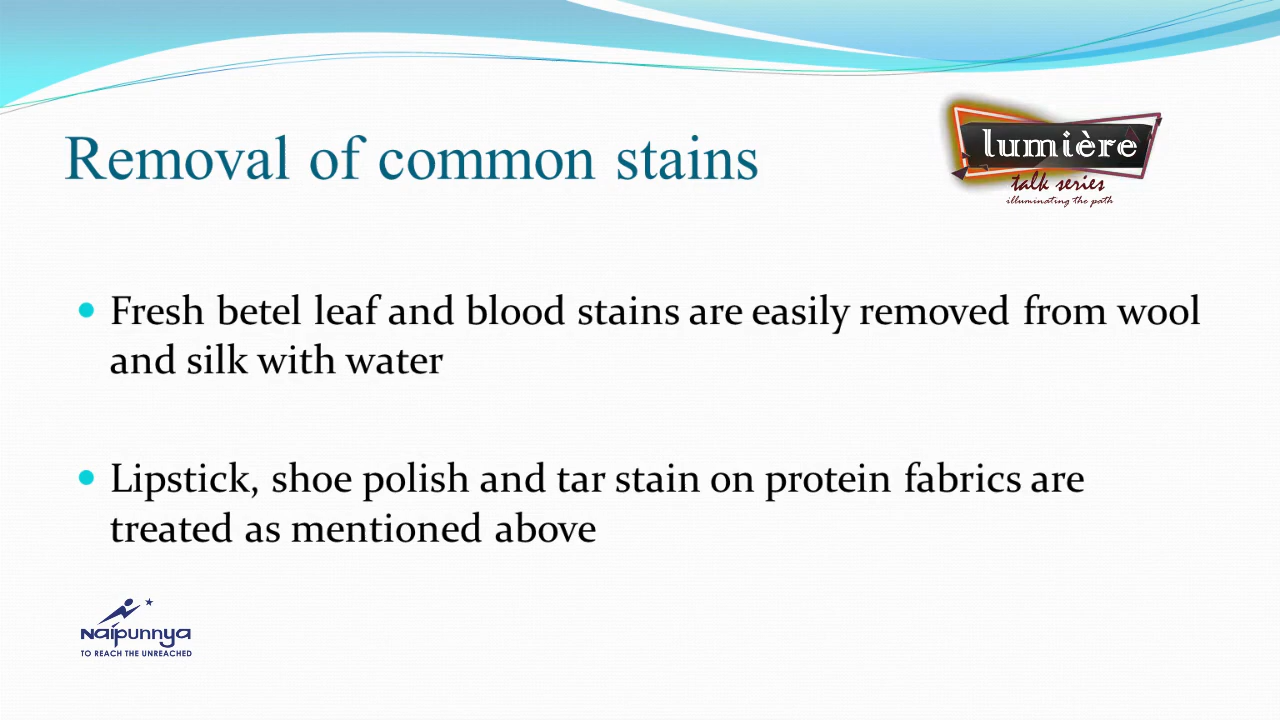 Removal of common stains
lumière
talk series
illuminating the path
• Fresh betel leaf and blood stains are easily removed from wool
and silk with water
• Lipstick, shoe polish and tar stain on protein fabrics are
treated as mentioned above
Naipunnya
TO REACH THE UNREACHED